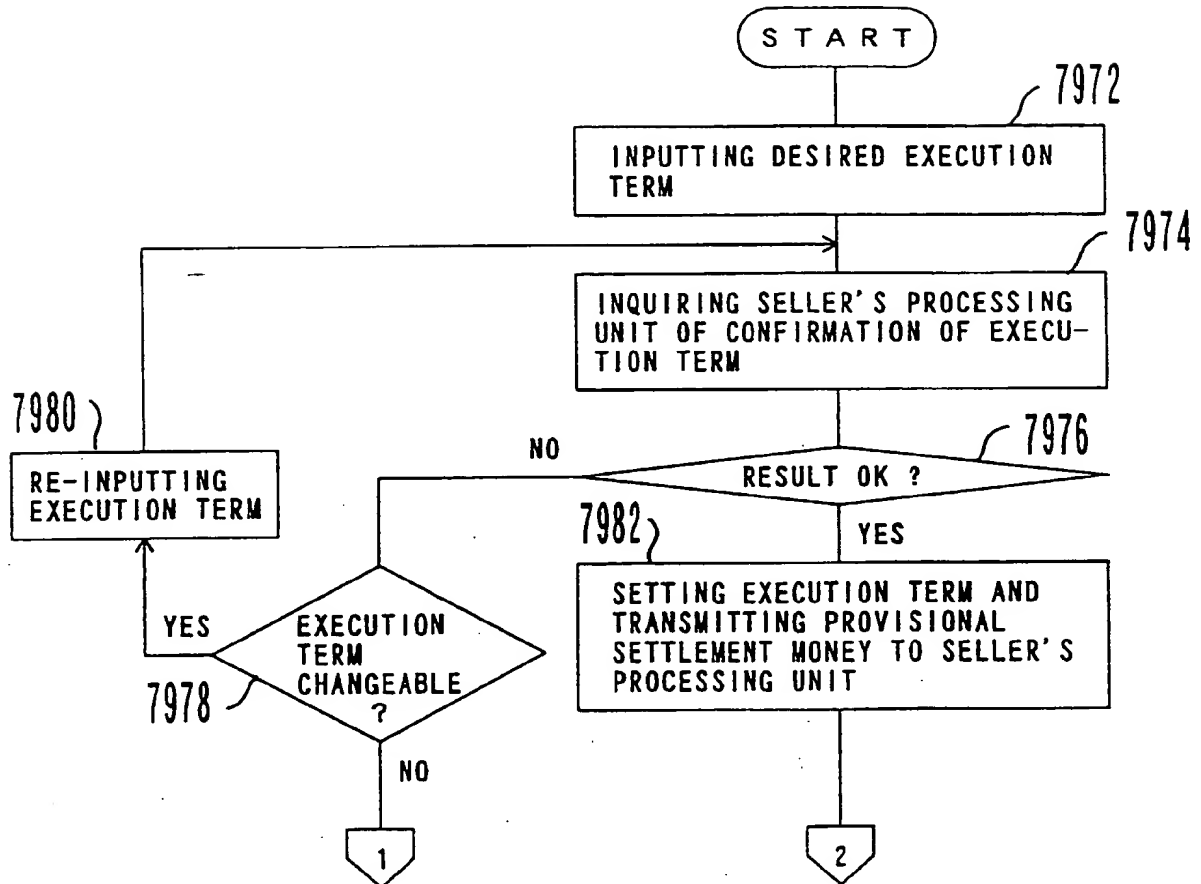 START
7972
INPUTTING DESIRED EXECUTION
TERM
7974
INQUIRING SELLER'S PROCESSING
UNIT OF CONFIRMATION OF EXECU-
TION TERM
7980
RE-INPUTTING
EXECUTION TERM
NO
7976
RESULT OK ?
7982
YES
SETTING EXECUTION TERM AND
TRANSMITTING PROVISIONAL
SETTLEMENT MONEY TO SELLER'S
PROCESSING UNIT
YES
EXECUTION
TERM
CHANGEABLE
?
7978
NO
1
2